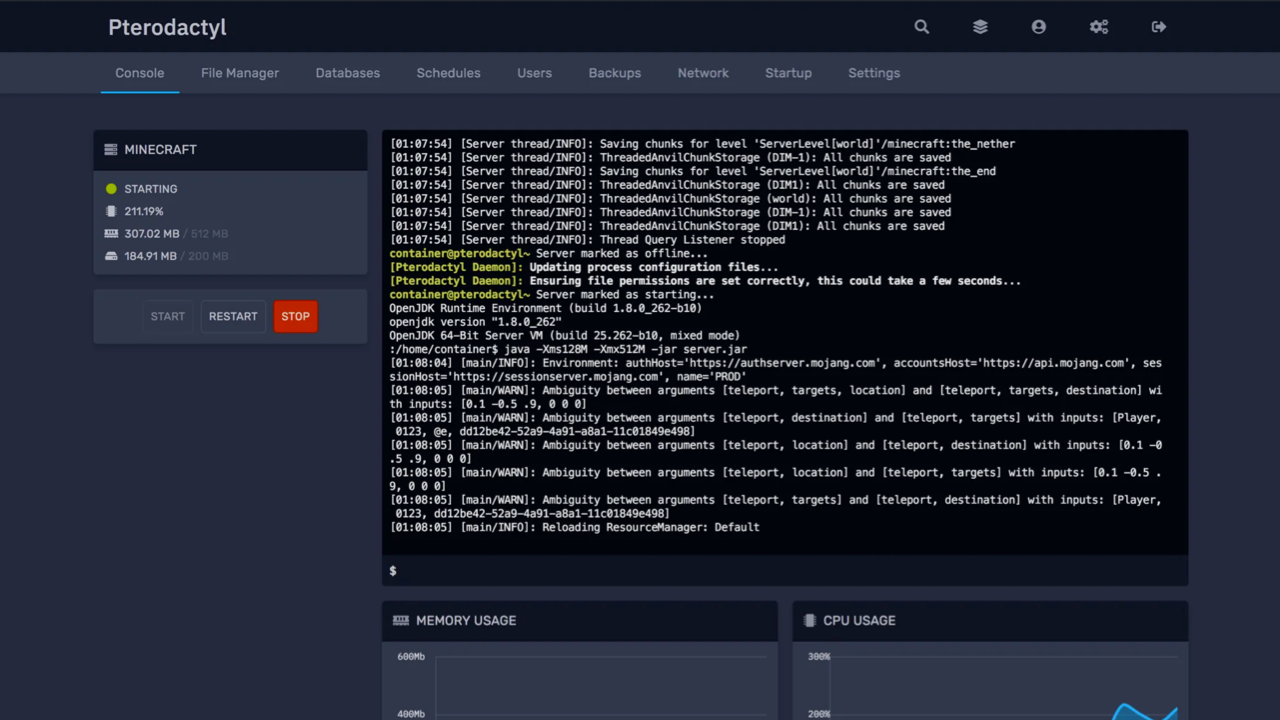 Pterodactyl
Console File Manager Databases Schedules Users Backups Network Startup Settings
MINECRAFT
STARTING
211.19%
307.02 MB / 512 MB
184.91 MB / 200 MB
START RESTART STOP
[01:07:54] [Server thread/INFO]: Saving chunks for level 'ServerLevel[world]'/minecraft:the_nether
[01:07:54] [Server thread/INFO]: ThreadedAnvilChunkStorage (DIM-1): All chunks are saved
[01:07:54] [Server thread/INFO]: Saving chunks for level 'ServerLevel[world]'/minecraft:the_end
[01:07:54] [Server thread/INFO]: ThreadedAnvilChunkStorage (DIM1): All chunks are saved
[01:07:54] [Server thread/INFO]: ThreadedAnvilChunkStorage (world): All chunks are saved
[01:07:54] [Server thread/INFO]: ThreadedAnvilChunkStorage (DIM-1): All chunks are saved
[01:07:54] [Server thread/INFO]: ThreadedAnvilChunkStorage (DIM1): All chunks are saved
[01:07:54] [Server thread/INFO]: Thread Query Listener stopped
container@pterodactyl~ Server marked as offline...
[Pterodactyl Daemon]: Updating process configuration files...
[Pterodactyl Daemon]: Ensuring file permissions are set correctly, this could take a few seconds...
container@pterodactyl~ Server marked as starting...
OpenJDK Runtime Environment (build 1.8.0_262-b10)
openjdk version "1.8.0_262"
OpenJDK 64-Bit Server VM (build 25.262-b10, mixed mode)
:/home/container$ java -Xms128M -Xmx512M -jar server.jar
[01:08:04] [main/INFO]: Environment: authHost='https://authserver.mojang.com', accountsHost='https://api.mojang.com', ses
sionHost='https://sessionserver.mojang.com', name='PROD'
[01:08:05] [main/WARN]: Ambiguity between arguments [teleport, targets, location] and [teleport, targets, destination] wi
th inputs: [0.1 -0.5 .9, 0 0 0]
[01:08:05] [main/WARN]: Ambiguity between arguments [teleport, destination] and [teleport, targets] with inputs: [Player,
0123, @e, dd12be42-52a9-4a91-a8a1-11c01849e498]
[01:08:05] [main/WARN]: Ambiguity between arguments [teleport, location] and [teleport, destination] with inputs: [0.1 -0
.5 .9, 0 0 0]
[01:08:05] [main/WARN]: Ambiguity between arguments [teleport, location] and [teleport, targets] with inputs: [0.1 -0.5 .
9, 0 0 0]
[01:08:05] [main/WARN]: Ambiguity between arguments [teleport, targets] and [teleport, destination] with inputs: [Player,
0123, dd12be42-52a9-4a91-a8a1-11c01849e498]
[01:08:05] [main/INFO]: Reloading ResourceManager: Default
$
MEMORY USAGE
600Mb
400Mb
CPU USAGE
300%
200%